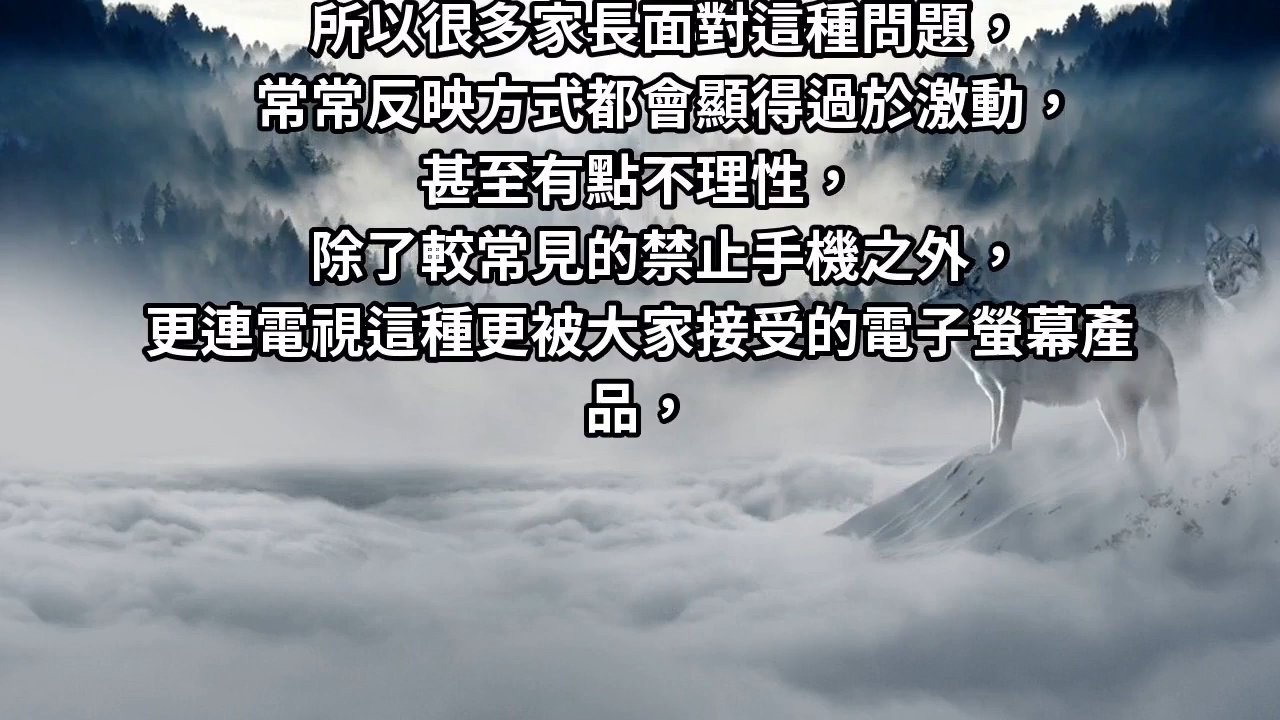 所以很多家長面對這種問題，
常常反映方式都會顯得過於激動，
甚至有點不理性，
除了較常見的禁止手機之外，
更連電視這種更被大家接受的電子螢幕產
品，